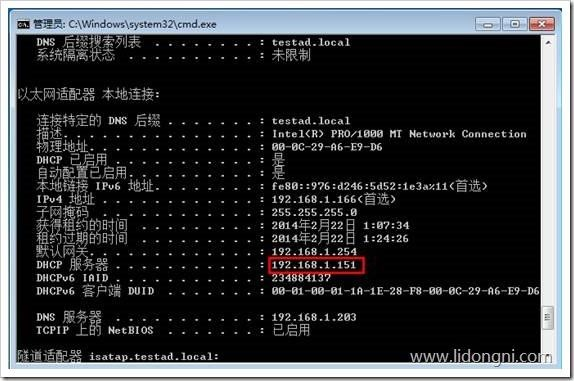 管理员: C:\Windows\system32\cmd.exe
DNS 后缀搜索列表 . . . . . . . . : testad.local
系统隔离状态 . . . . . . . . . . : 未限制
以太网适配器 本地连接:
连接特定的 DNS 后缀 . . . . . . . : testad.local
描述. . . . . . . . . . . . . . . : Intel(R) PRO/1000 MT Network Connection
物理地址. . . . . . . . . . . . . : 00-0C-29-A6-E9-D6
DHCP 已启用 . . . . . . . . . . . : 是
自动配置已启用. . . . . . . . . . : 是
本地链接 IPv6 地址. . . . . . . . : fe80::976:d246:5d52:1e3a%11(首选)
IPv4 地址 . . . . . . . . . . . . : 192.168.1.166(首选)
子网掩码 . . . . . . . . . . . . : 255.255.255.0
获得租约的时间 . . . . . . . . . : 2014年2月22日 1:07:34
租约过期的时间 . . . . . . . . . : 2014年2月22日 1:24:26
默认网关. . . . . . . . . . . . . : 192.168.1.254
DHCP 服务器 . . . . . . . . . . . : 192.168.1.151
DHCPv6 IAID . . . . . . . . . . . : 234884137
DHCPv6 客户端 DUID . . . . . . . : 00-01-00-01-1A-1E-28-F8-00-0C-29-A6-E9-D6
DNS 服务器 . . . . . . . . . . . : 192.168.1.203
TCPIP 上的 NetBIOS . . . . . . . : 已启用
隧道适配器 isatap.testad.local:
www.lidongni.com